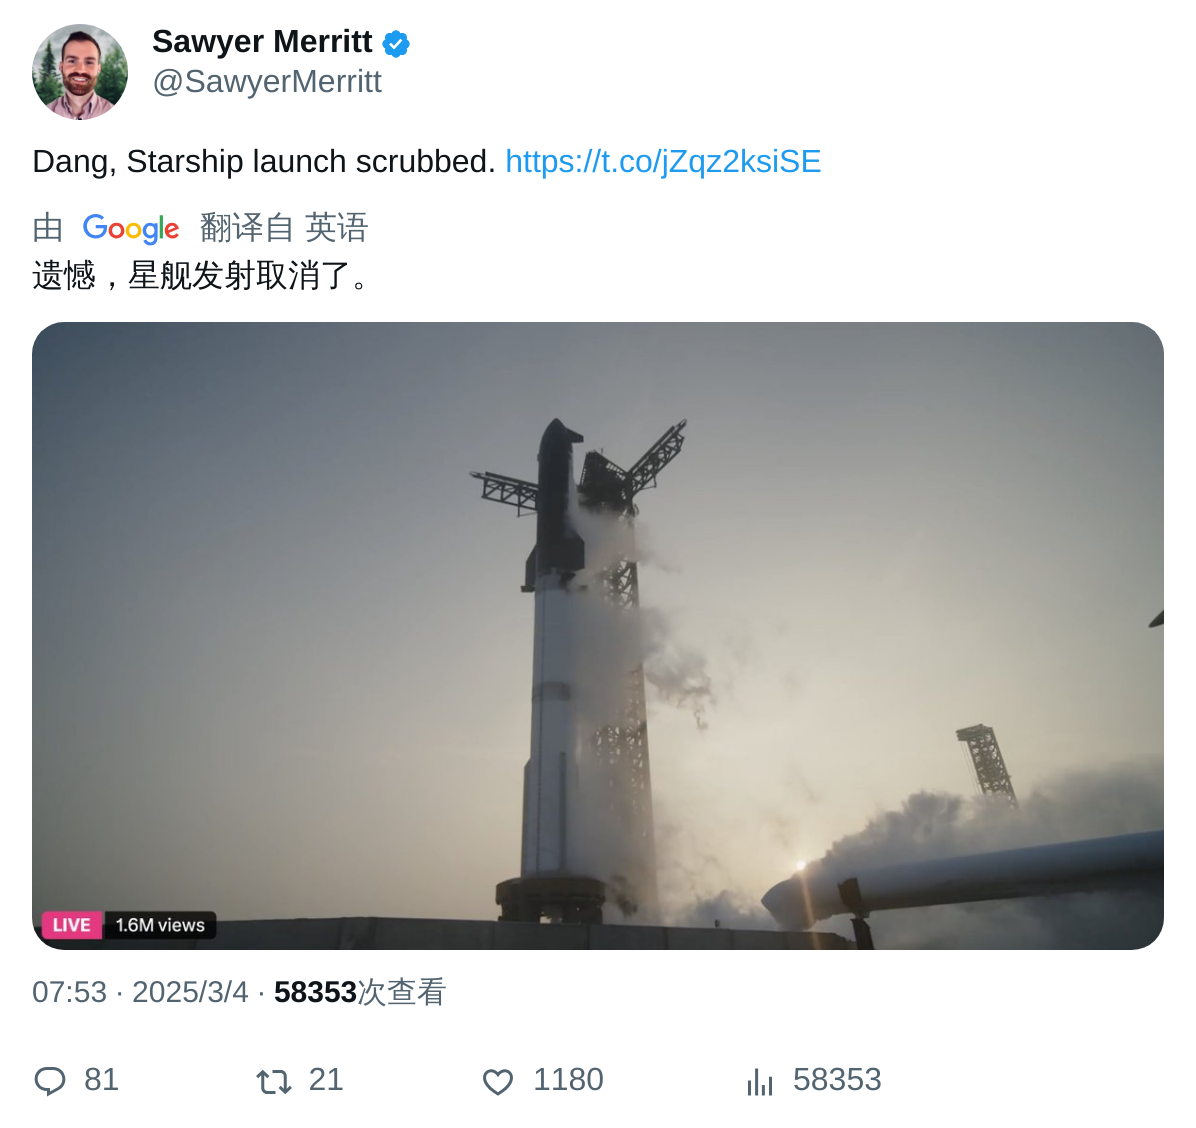 Sawyer Merritt
@SawyerMerritt
Dang, Starship launch scrubbed. https://t.co/jZqz2ksiSE
由 Google 翻译自 英语
遗憾，星舰发射取消了。
LIVE 1.6M views
07:53 · 2025/3/4 · 58353次查看
81 21 1180 58353